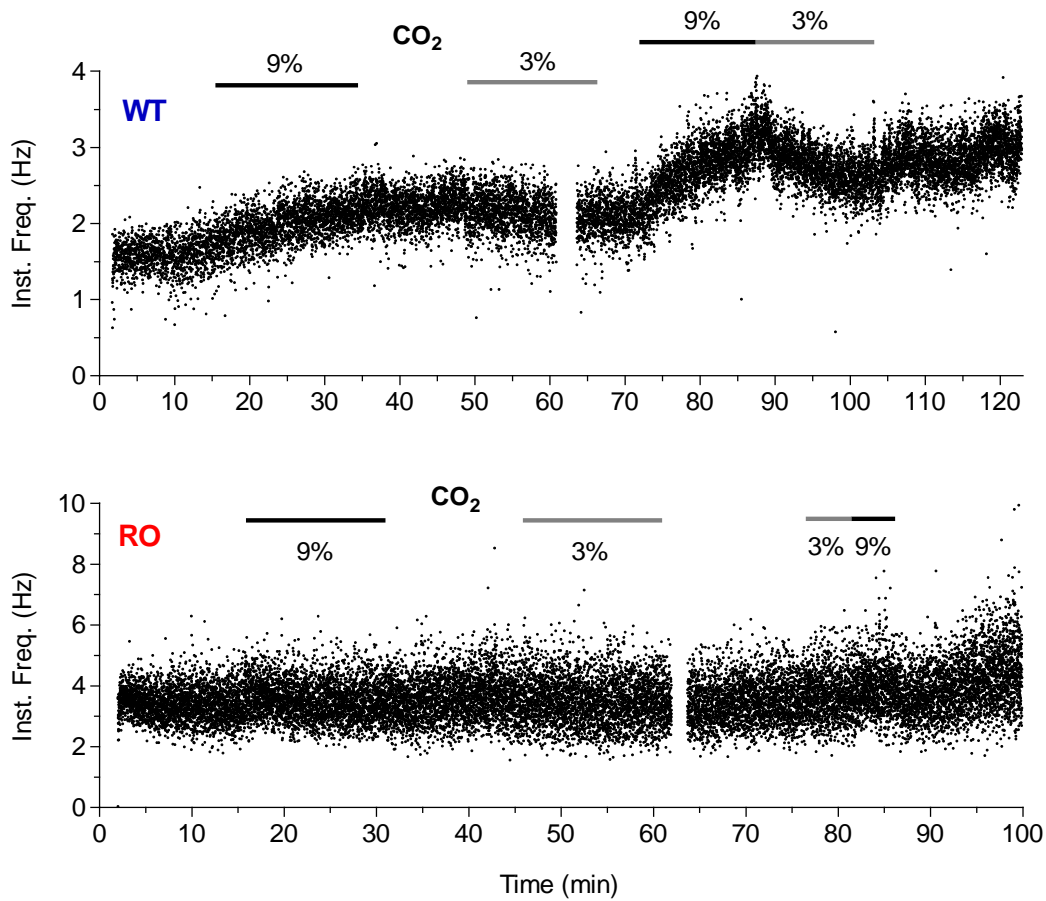 CO2
9% 3%
9% 3%
WT
4
3
2
1
0
Inst. Freq. (Hz)
0 10 20 30 40 50 60 70 80 90 100 110 120
CO2
RO
9% 3% 3% 9%
10
8
6
4
2
0
Inst. Freq. (Hz)
0 10 20 30 40 50 60 70 80 90 100
Time (min)